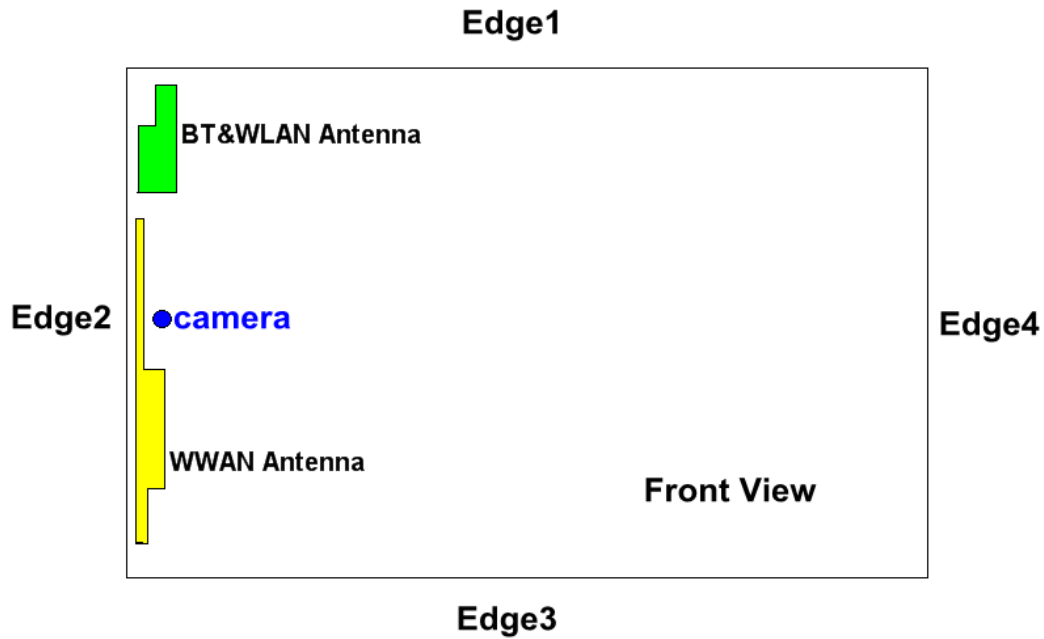 Edge1
BT&WLAN Antenna
Edge2
camera
Edge4
WWAN Antenna
Front View
Edge3